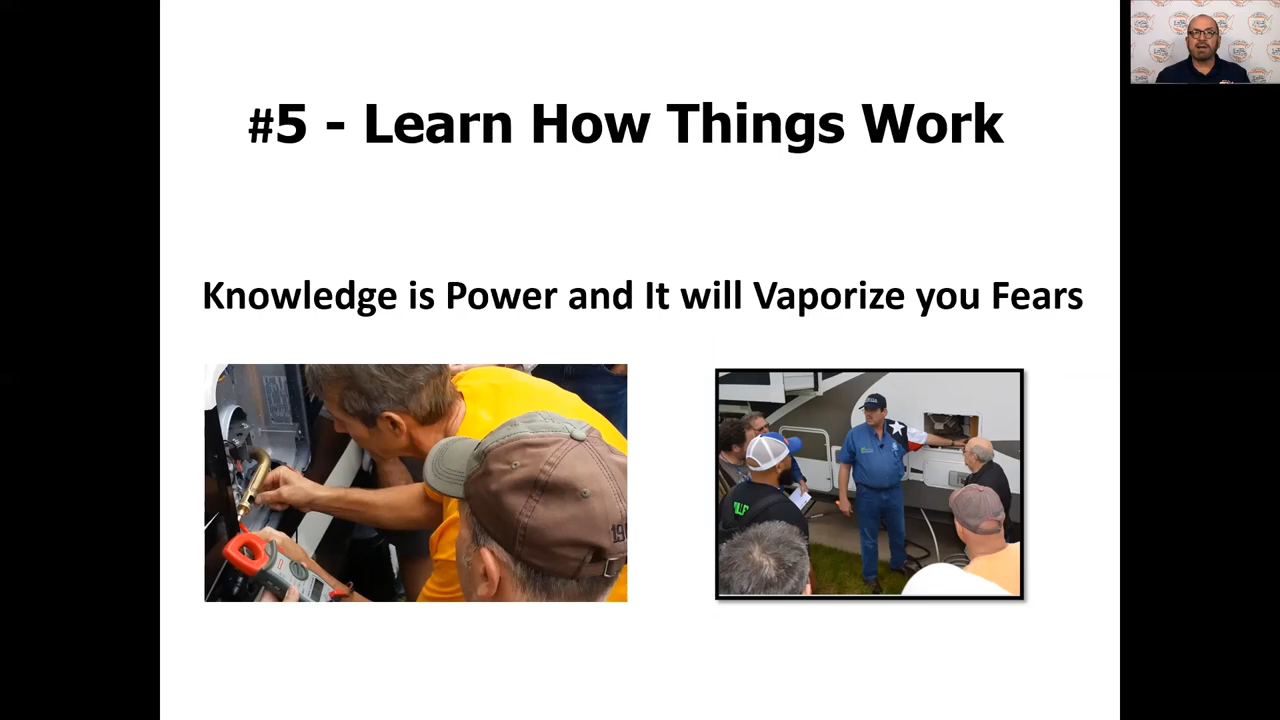 #5 - Learn How Things Work
Knowledge is Power and It will Vaporize you Fears